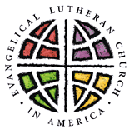 EVANGELICAL LUTHERAN CHURCH
· IN AMERICA ·